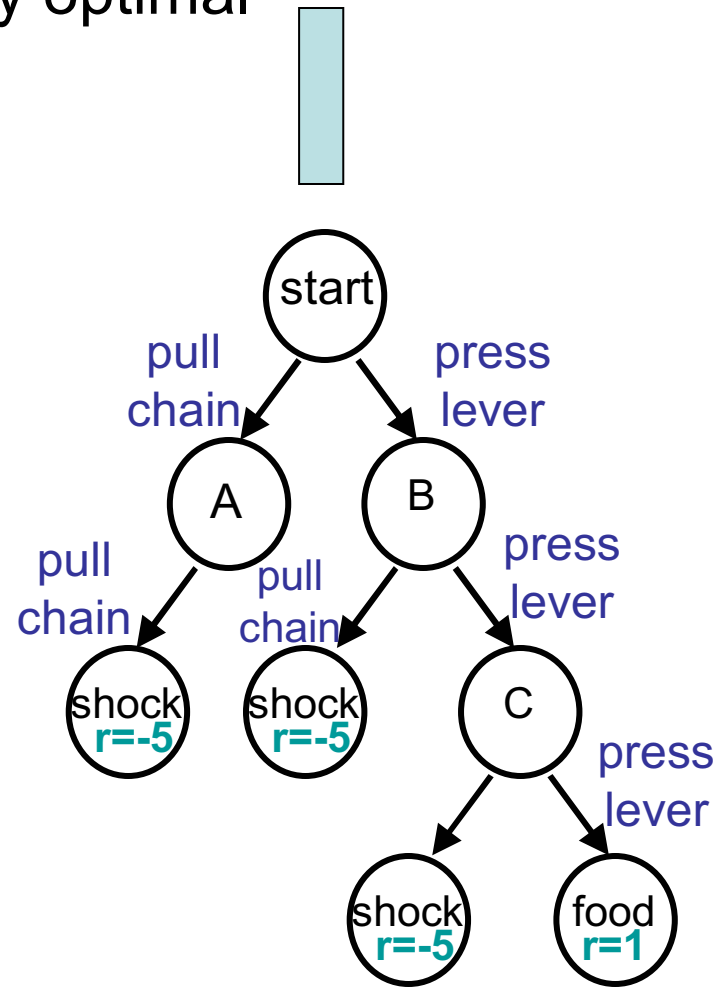 optimal
start
pull
chain
press
lever
A
B
pull
chain
pull
chain
press
lever
shock
r=-5
shock
r=-5
C
press
lever
shock
r=-5
food
r=1